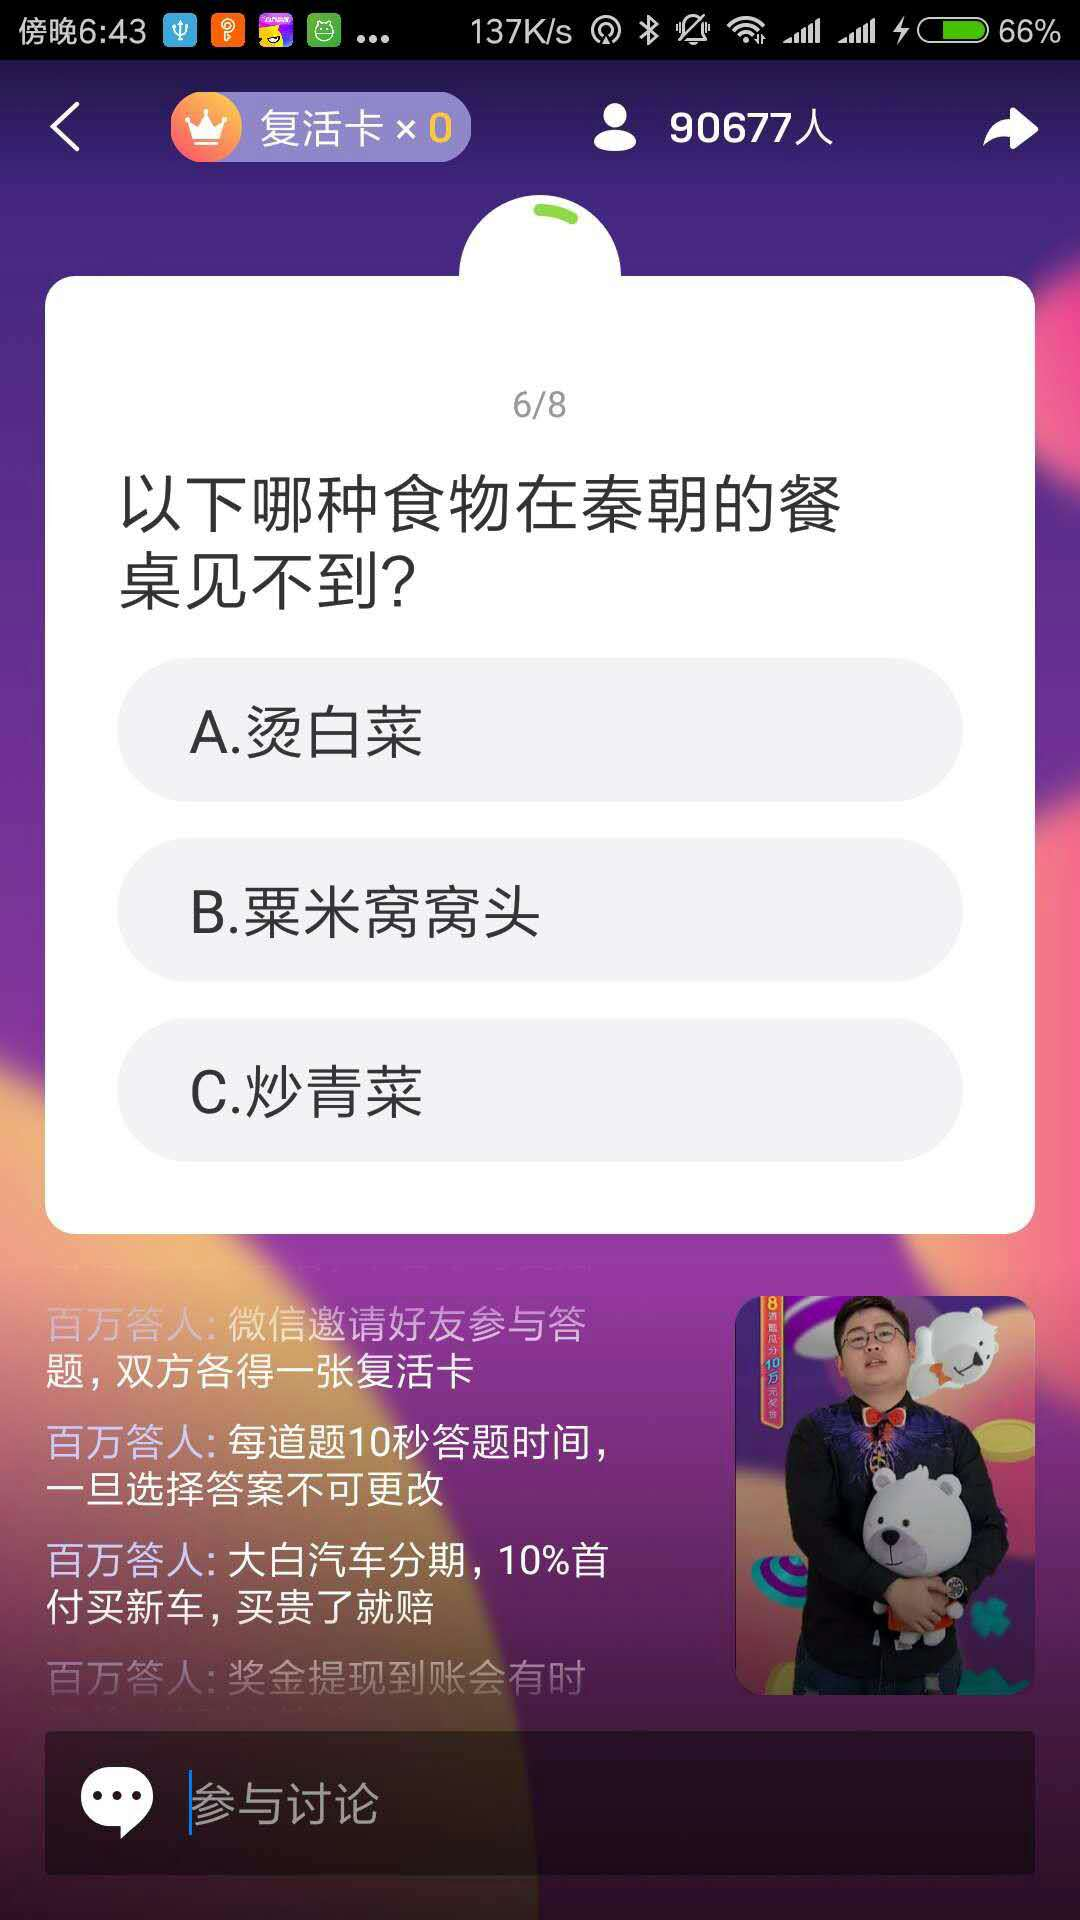 傍晚6:43
137K/s
66%
复活卡 × 0
90677人
6/8
以下哪种食物在秦朝的餐
桌见不到?
A.烫白菜
B.粟米窝窝头
C.炒青菜
百万答人: 微信邀请好友参与答
题, 双方各得一张复活卡
百万答人: 每道题10秒答题时间,
一旦选择答案不可更改
百万答人: 大白汽车分期, 10%首
付买新车, 买贵了就赔
百万答人: 奖金提现到账会有时
8道题瓜分10万元奖金
参与讨论